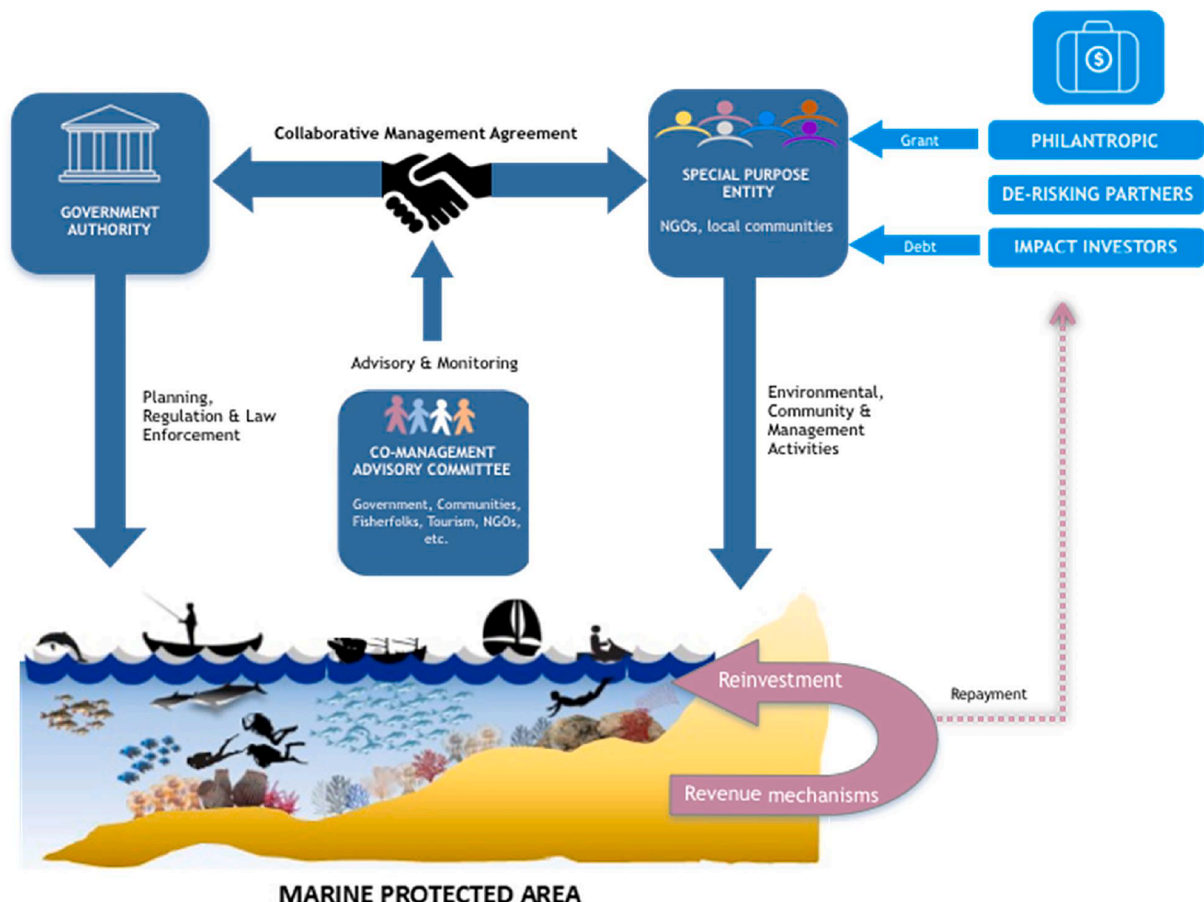 Collaborative Management Agreement
GOVERNMENT
AUTHORITY
SPECIAL PURPOSE
ENTITY
NGOs, local communities
$
Grant
PHILANTROPIC
DE-RISKING PARTNERS
Debt
IMPACT INVESTORS
Advisory & Monitoring
Planning,
Regulation & Law
Enforcement
CO-MANAGEMENT
ADVISORY COMMITTEE
Government, Communities,
Fisherfolks, Tourism, NGOs,
etc.
Environmental,
Community &
Management
Activities
Reinvestment
Repayment
Revenue mechanisms
MARINE PROTECTED AREA